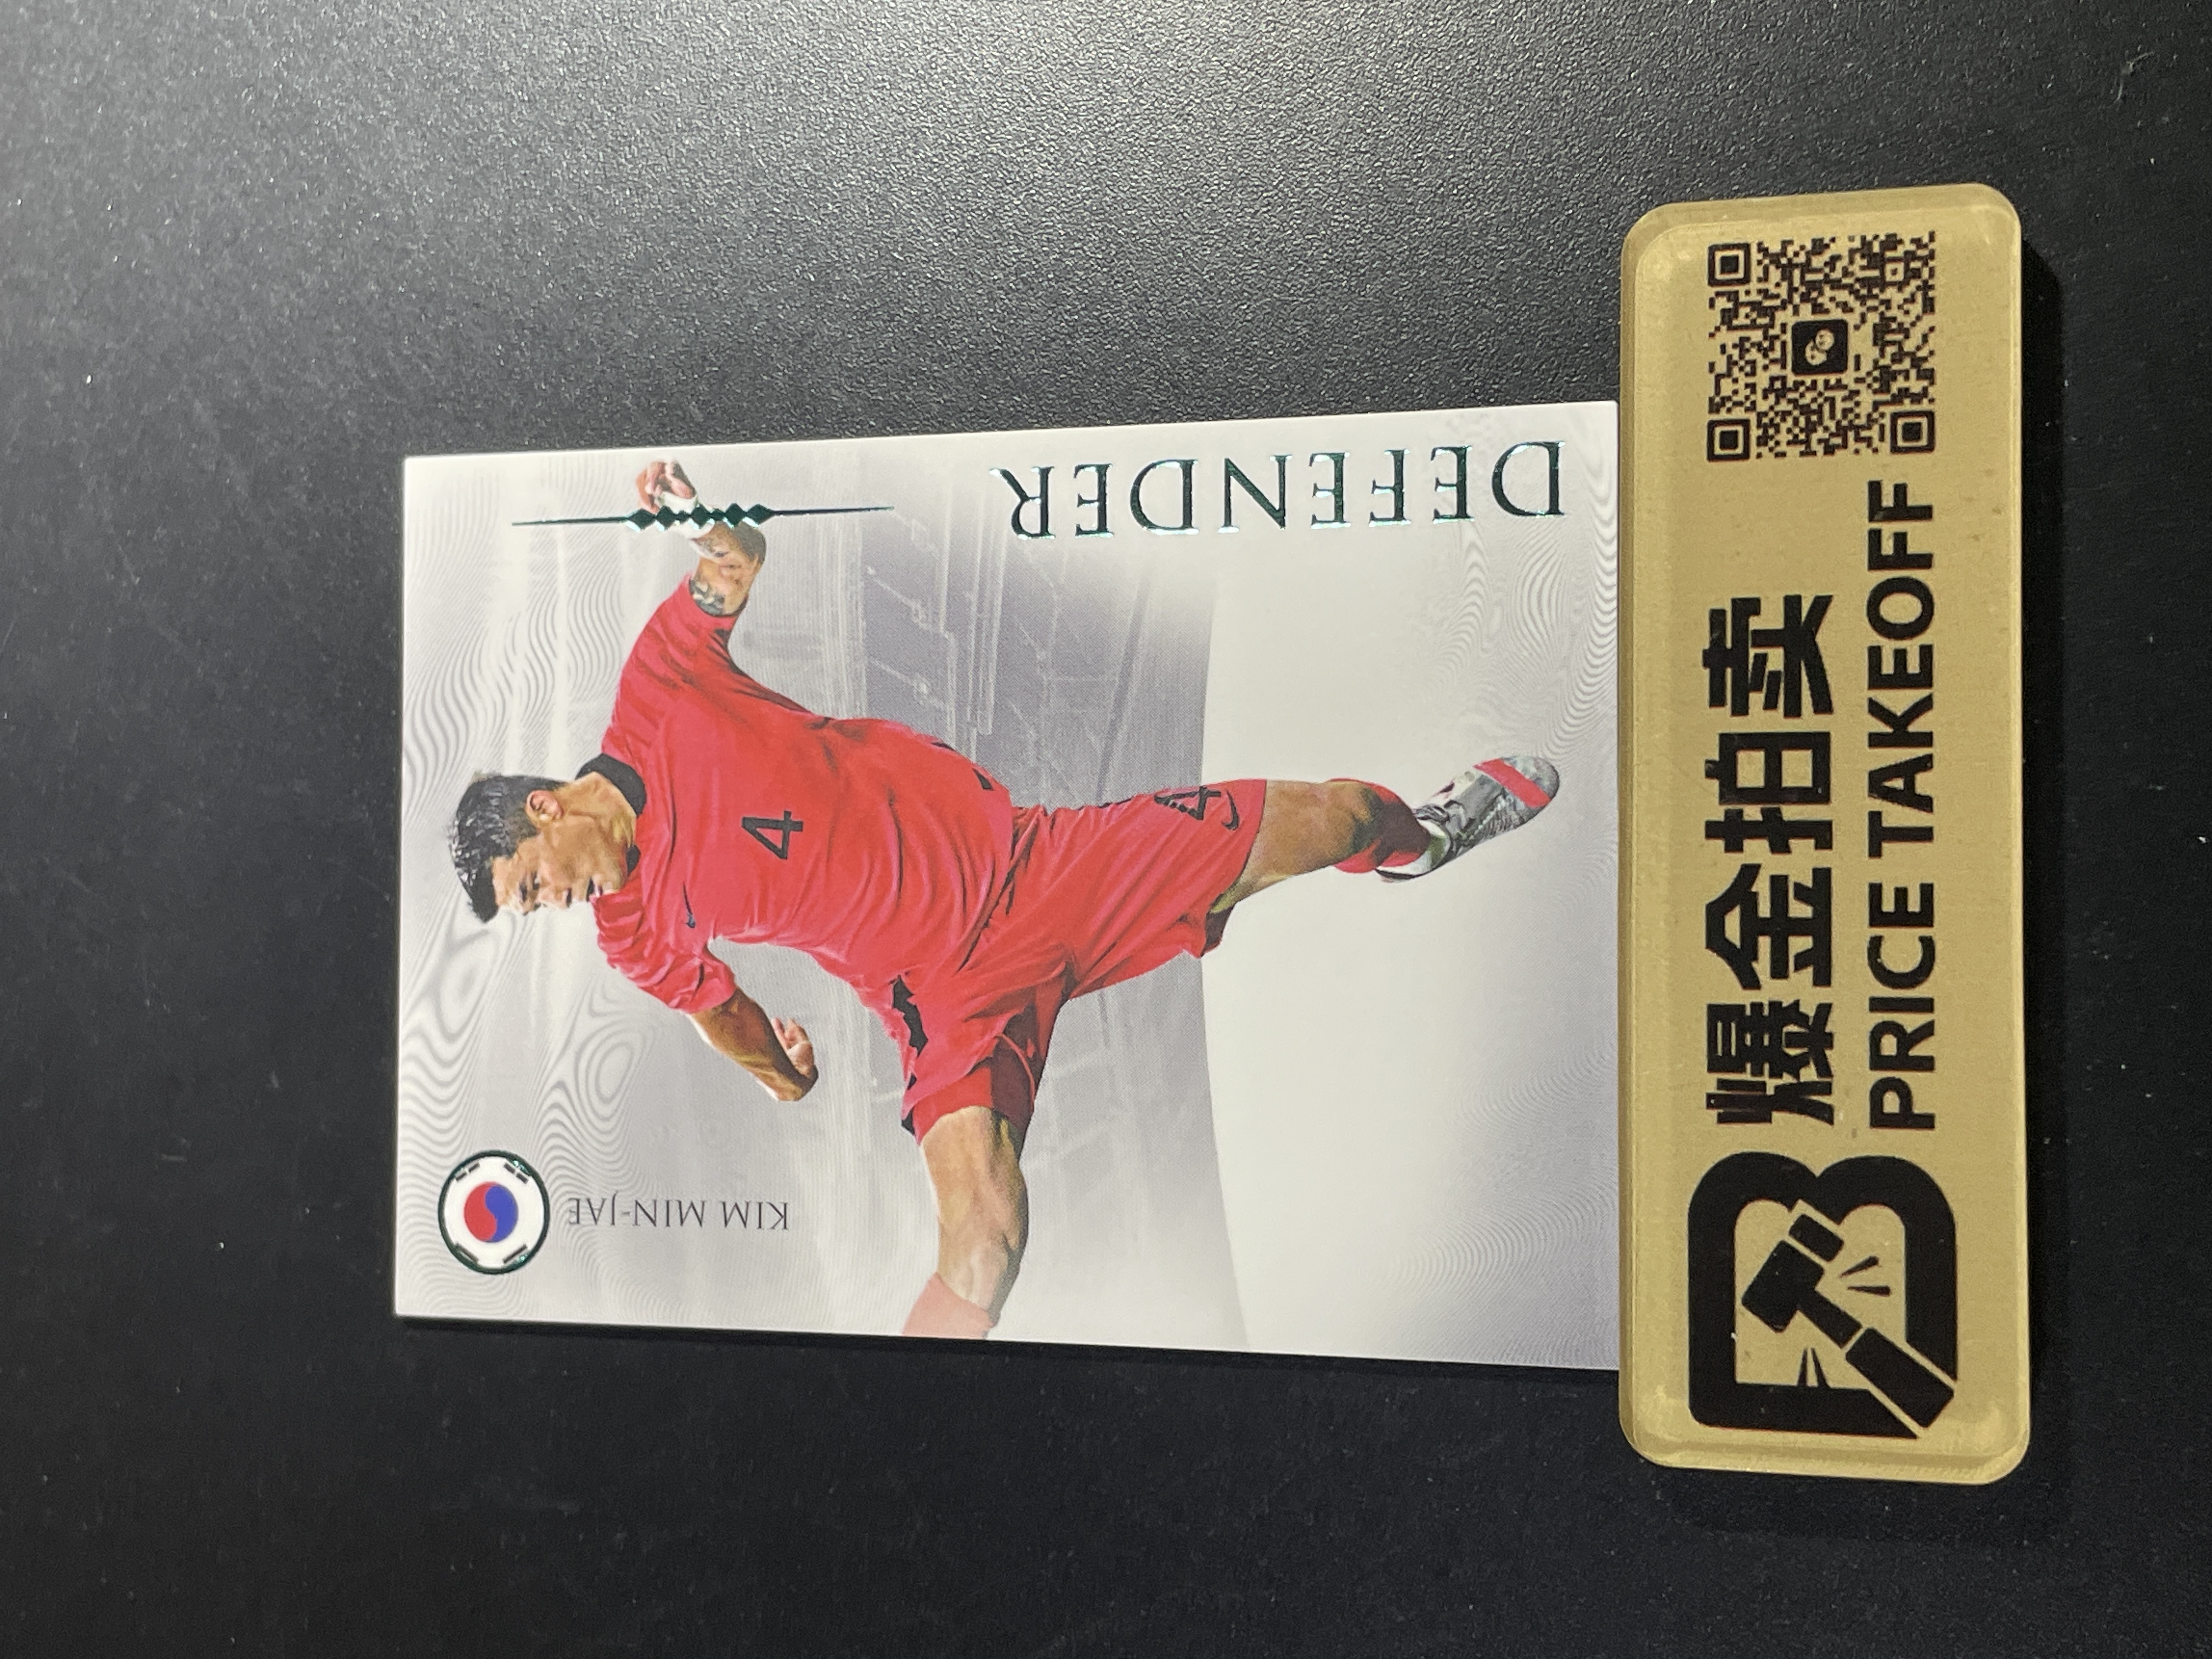 KIM MIN-JAE
4
4
DEFENDER
爆金拍卖
PRICE TAKEOFF